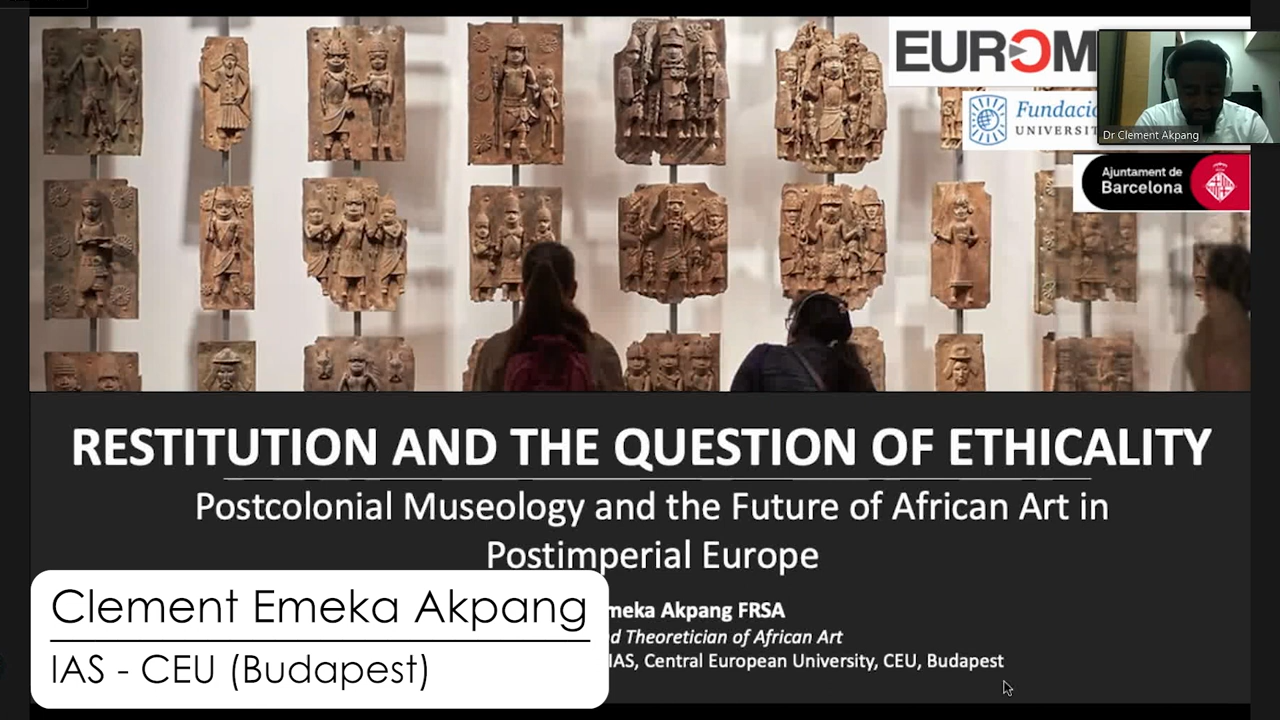 EUROM
Fundació
UNIVERSIT
Dr Clement Akpang
Ajuntament de
Barcelona
RESTITUTION AND THE QUESTION OF ETHICALITY
Postcolonial Museology and the Future of African Art in
Postimperial Europe
meka Akpang FRSA
d Theoretician of African Art
IAS, Central European University, CEU, Budapest
Clement Emeka Akpang
IAS - CEU (Budapest)